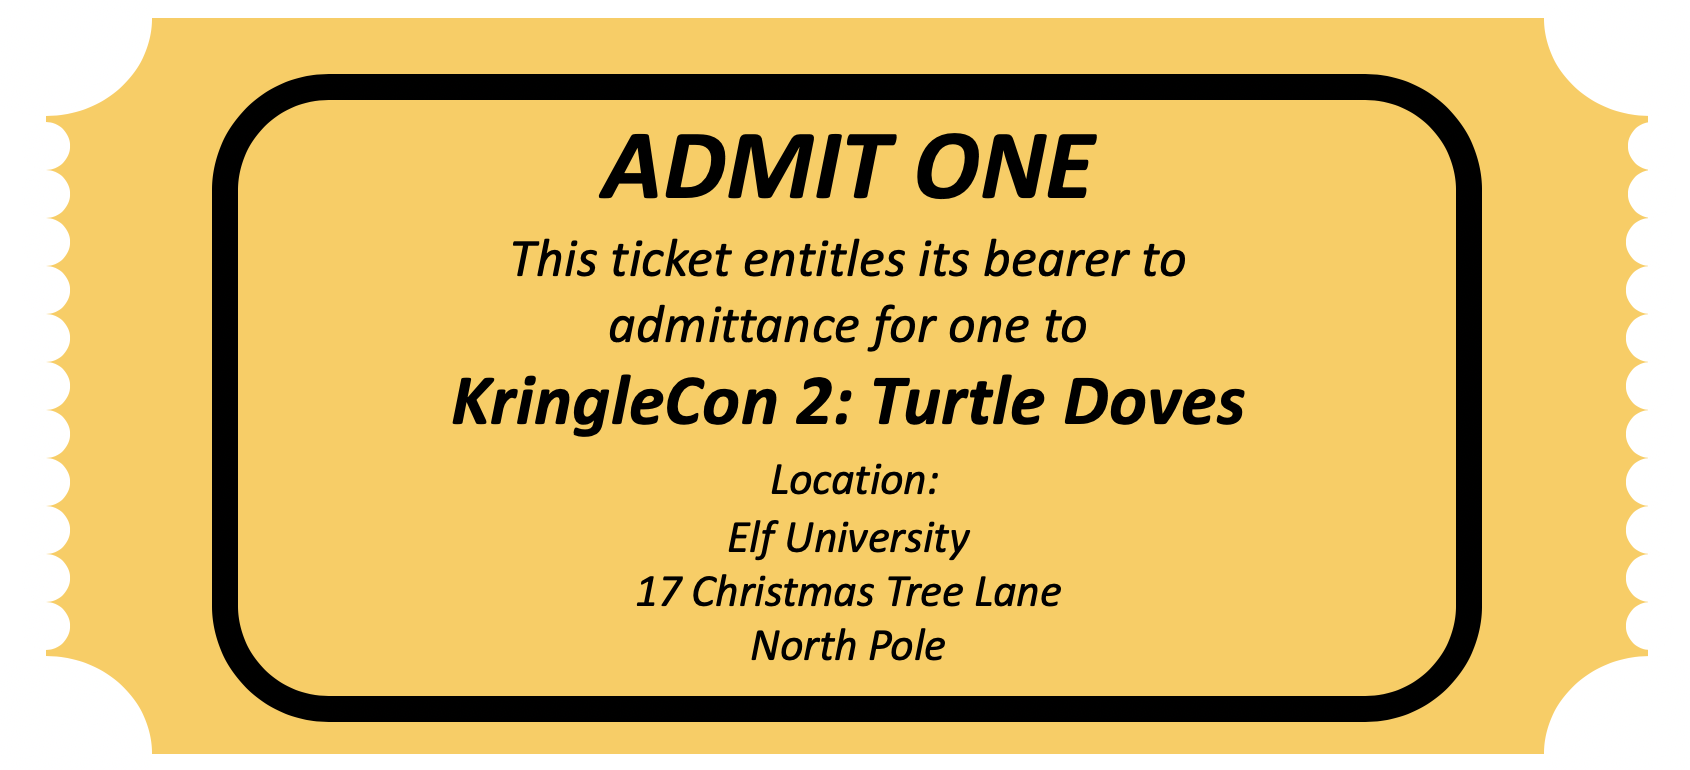 ADMIT ONE
This ticket entitles its bearer to
admittance for one to
KringleCon 2: Turtle Doves
Location:
Elf University
17 Christmas Tree Lane
North Pole